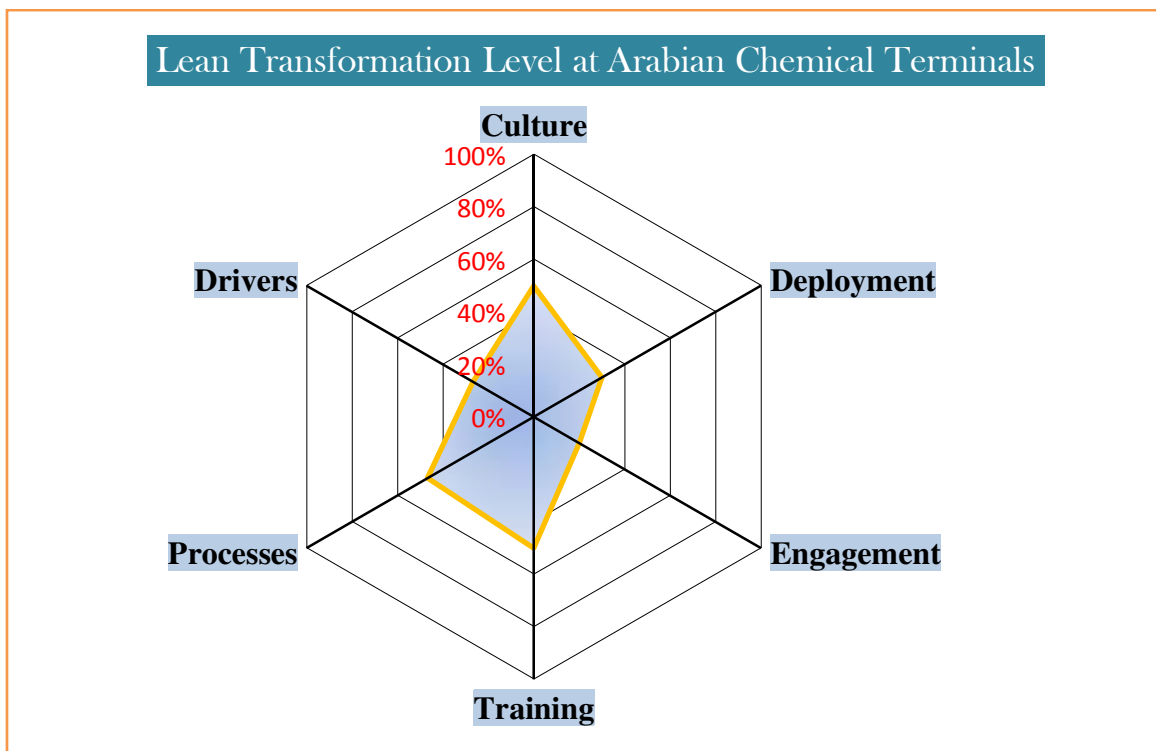 Lean Transformation Level at Arabian Chemical Terminals
Culture
100%
80%
Drivers
Deployment
60%
40%
20%
0%
Processes
Engagement
Training